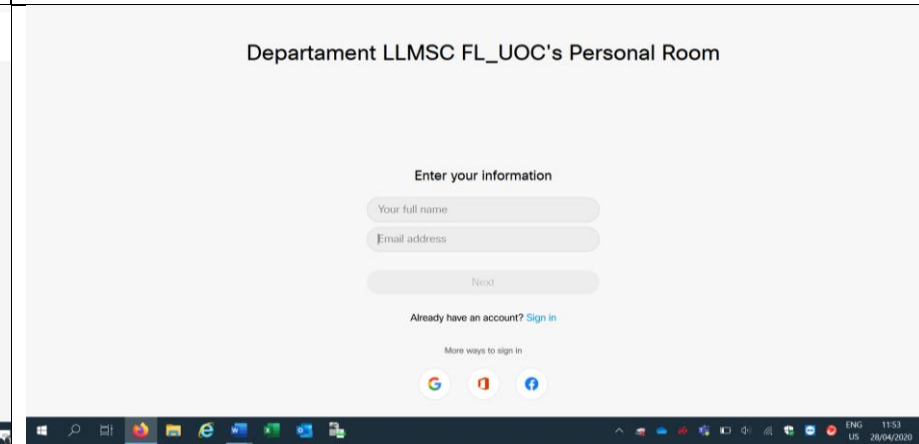 Departament LLMSC FL_UOC's Personal Room
Enter your information
Your full name
Email address
Next
Already have an account? Sign in
More ways to sign in
ENG 11:53
US 28/04/2020